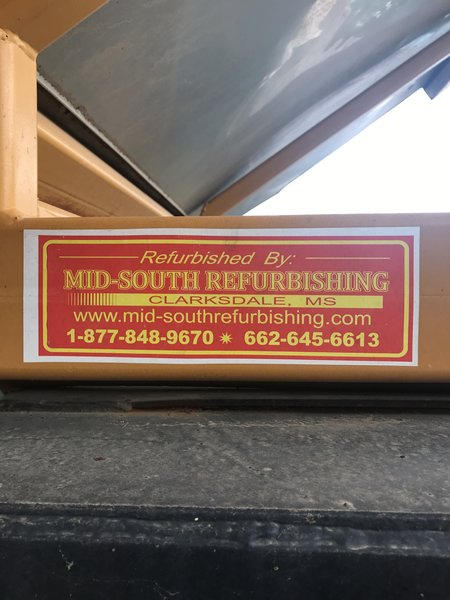 Refurbished By:
MID-SOUTH REFURBISHING
CLARKSDALE, MS
www.mid-southrefurbishing.com
1-877-848-9670 ✷ 662-645-6613